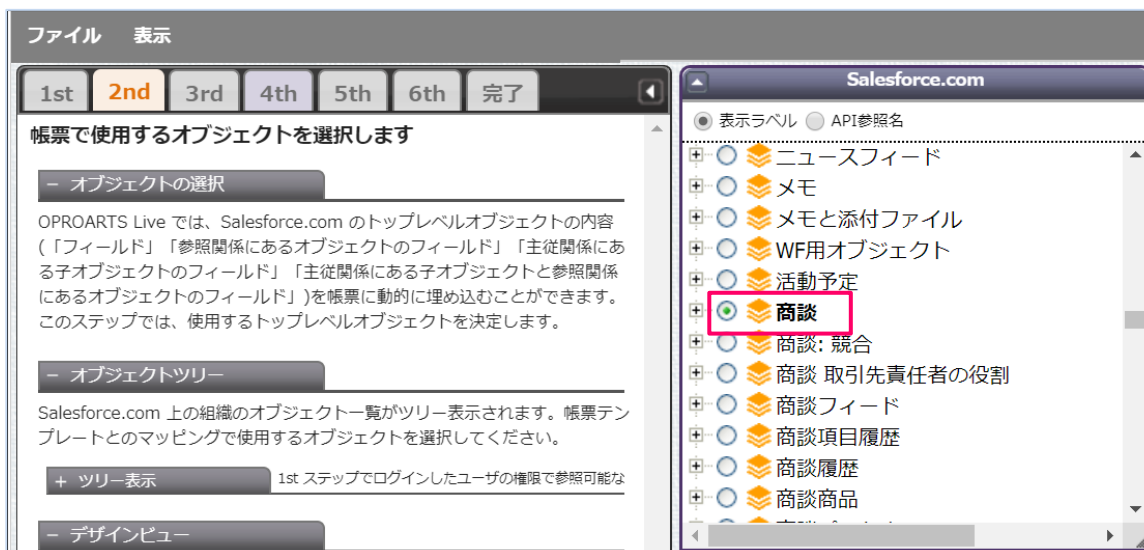 ファイル 表示
1st 2nd 3rd 4th 5th 6th 完了
帳票で使用するオブジェクトを選択します
− オブジェクトの選択
OPROARTS Live では、Salesforce.com のトップレベルオブジェクトの内容
(「フィールド」「参照関係にあるオブジェクトのフィールド」「主従関係にあ
る子オブジェクトのフィールド」「主従関係にある子オブジェクトと参照関係
にあるオブジェクトのフィールド」)を帳票に動的に埋め込むことができます。
このステップでは、使用するトップレベルオブジェクトを決定します。
− オブジェクトツリー
Salesforce.com 上の組織のオブジェクト一覧がツリー表示されます。帳票テン
プレートとのマッピングで使用するオブジェクトを選択してください。
+ ツリー表示 1st ステップでログインしたユーザの権限で参照可能な
− デザインビュー
Salesforce.com
表示ラベル API参照名
ニュースフィード
メモ
メモと添付ファイル
WF用オブジェクト
活動予定
商談
商談: 競合
商談 取引先責任者の役割
商談フィード
商談項目履歴
商談履歴
商談商品